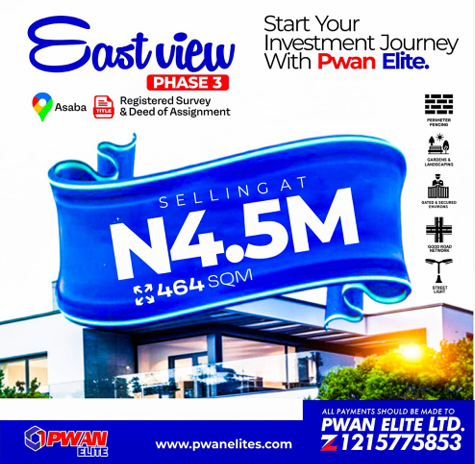 East view
PHASE 3
Start Your
Investment Journey
With Pwan Elite.
Asaba
TITLE
Registered Survey
& Deed of Assignment
PERIMETER
FENCING
GARDENS &
LANDSCAPING
GATED & SECURED
ENVIRONS
GOOD ROAD
NETWORK
STREET
LIGHT
SELLING AT
N4.5M
464 SQM
PWAN
ELITE
www.pwanelites.com
ALL PAYMENTS SHOULD BE MADE TO
PWAN ELITE LTD.
Z 1215775853